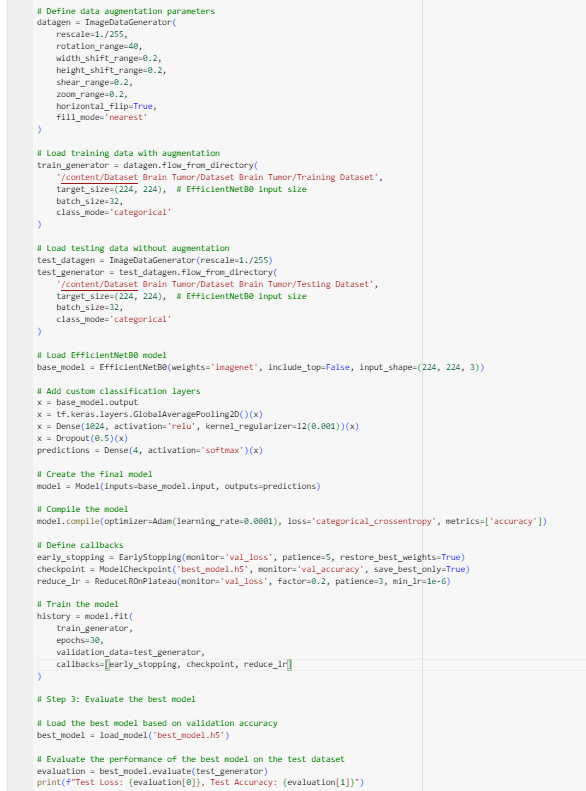 # Define data augmentation parameters
datagen = ImageDataGenerator(
    rescale=1./255,
    rotation_range=40,
    width_shift_range=0.2,
    height_shift_range=0.2,
    shear_range=0.2,
    zoom_range=0.2,
    horizontal_flip=True,
    fill_mode='nearest'
)

# Load training data with augmentation
train_generator = datagen.flow_from_directory(
    '/content/Dataset Brain Tumor/Dataset Brain Tumor/Training Dataset',
    target_size=(224, 224),  # EfficientNetB0 input size
    batch_size=32,
    class_mode='categorical'
)

# Load testing data without augmentation
test_datagen = ImageDataGenerator(rescale=1./255)
test_generator = test_datagen.flow_from_directory(
    '/content/Dataset Brain Tumor/Dataset Brain Tumor/Testing Dataset',
    target_size=(224, 224),  # EfficientNetB0 input size
    batch_size=32,
    class_mode='categorical'
)

# Load EfficientNetB0 model
base_model = EfficientNetB0(weights='imagenet', include_top=False, input_shape=(224, 224, 3))

# Add custom classification layers
x = base_model.output
x = tf.keras.layers.GlobalAveragePooling2D()(x)
x = Dense(1024, activation='relu', kernel_regularizer=l2(0.001))(x)
x = Dropout(0.5)(x)
predictions = Dense(4, activation='softmax')(x)

# Create the final model
model = Model(inputs=base_model.input, outputs=predictions)

# Compile the model
model.compile(optimizer=Adam(learning_rate=0.0001), loss='categorical_crossentropy', metrics=['accuracy'])

# Define callbacks
early_stopping = EarlyStopping(monitor='val_loss', patience=5, restore_best_weights=True)
checkpoint = ModelCheckpoint('best_model.h5', monitor='val_accuracy', save_best_only=True)
reduce_lr = ReduceLROnPlateau(monitor='val_loss', factor=0.2, patience=3, min_lr=1e-6)

# Train the model
history = model.fit(
    train_generator,
    epochs=30,
    validation_data=test_generator,
    callbacks=[early_stopping, checkpoint, reduce_lr]
)

# Step 3: Evaluate the best model

# Load the best model based on validation accuracy
best_model = load_model('best_model.h5')

# Evaluate the performance of the best model on the test dataset
evaluation = best_model.evaluate(test_generator)
print(f"Test Loss: {evaluation[0]}, Test Accuracy: {evaluation[1]}")